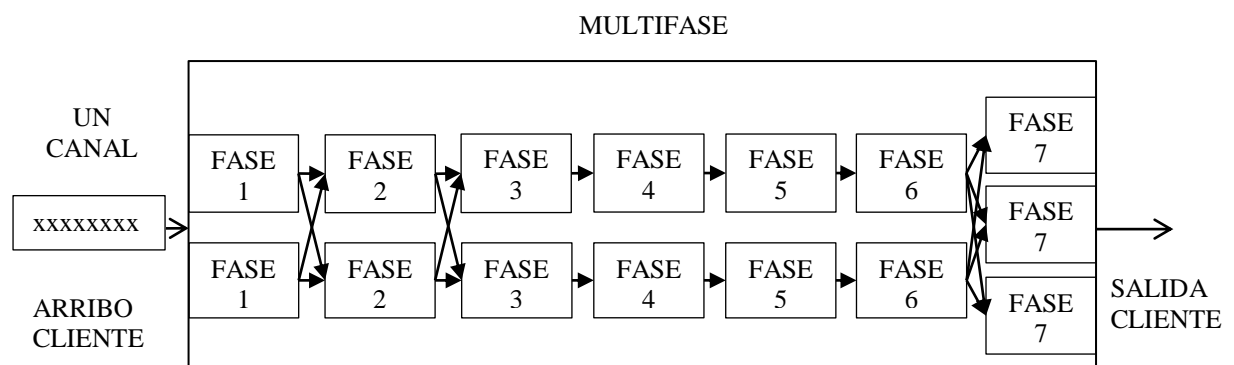 MULTIFASE
UN
CANAL
xxxxxxxx
ARRIBO
CLIENTE
FASE
1
FASE
2
FASE
3
FASE
4
FASE
5
FASE
6
FASE
7
FASE
7
FASE
1
FASE
2
FASE
3
FASE
4
FASE
5
FASE
6
FASE
7
SALIDA
CLIENTE